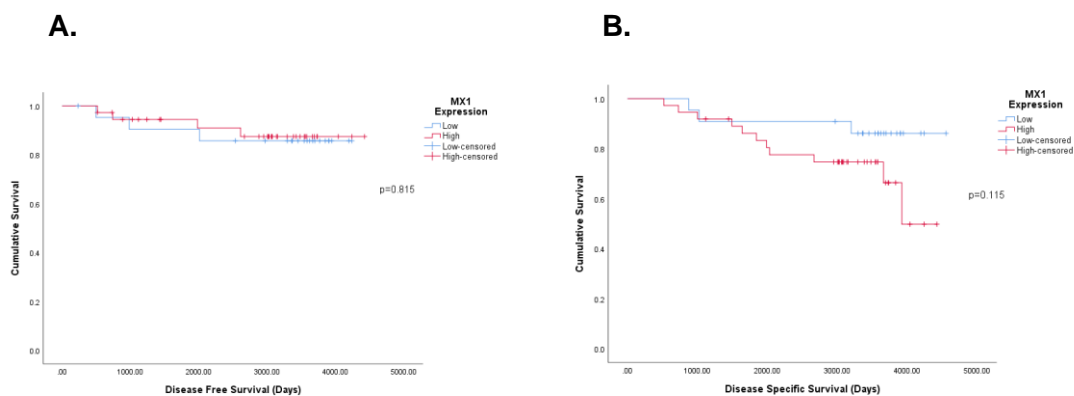 A.
Cumulative Survival
1.0
0.8
0.6
0.4
0.2
0.0
.00 1000.00 2000.00 3000.00 4000.00 5000.00
Disease Free Survival (Days)
MX1
Expression
Low
High
Low-censored
High-censored
p=0.815
B.
Cumulative Survival
1.0
0.8
0.6
0.4
0.2
0.0
.00 1000.00 2000.00 3000.00 4000.00 5000.00
Disease Specific Survival (Days)
MX1
Expression
Low
High
Low-censored
High-censored
p=0.115